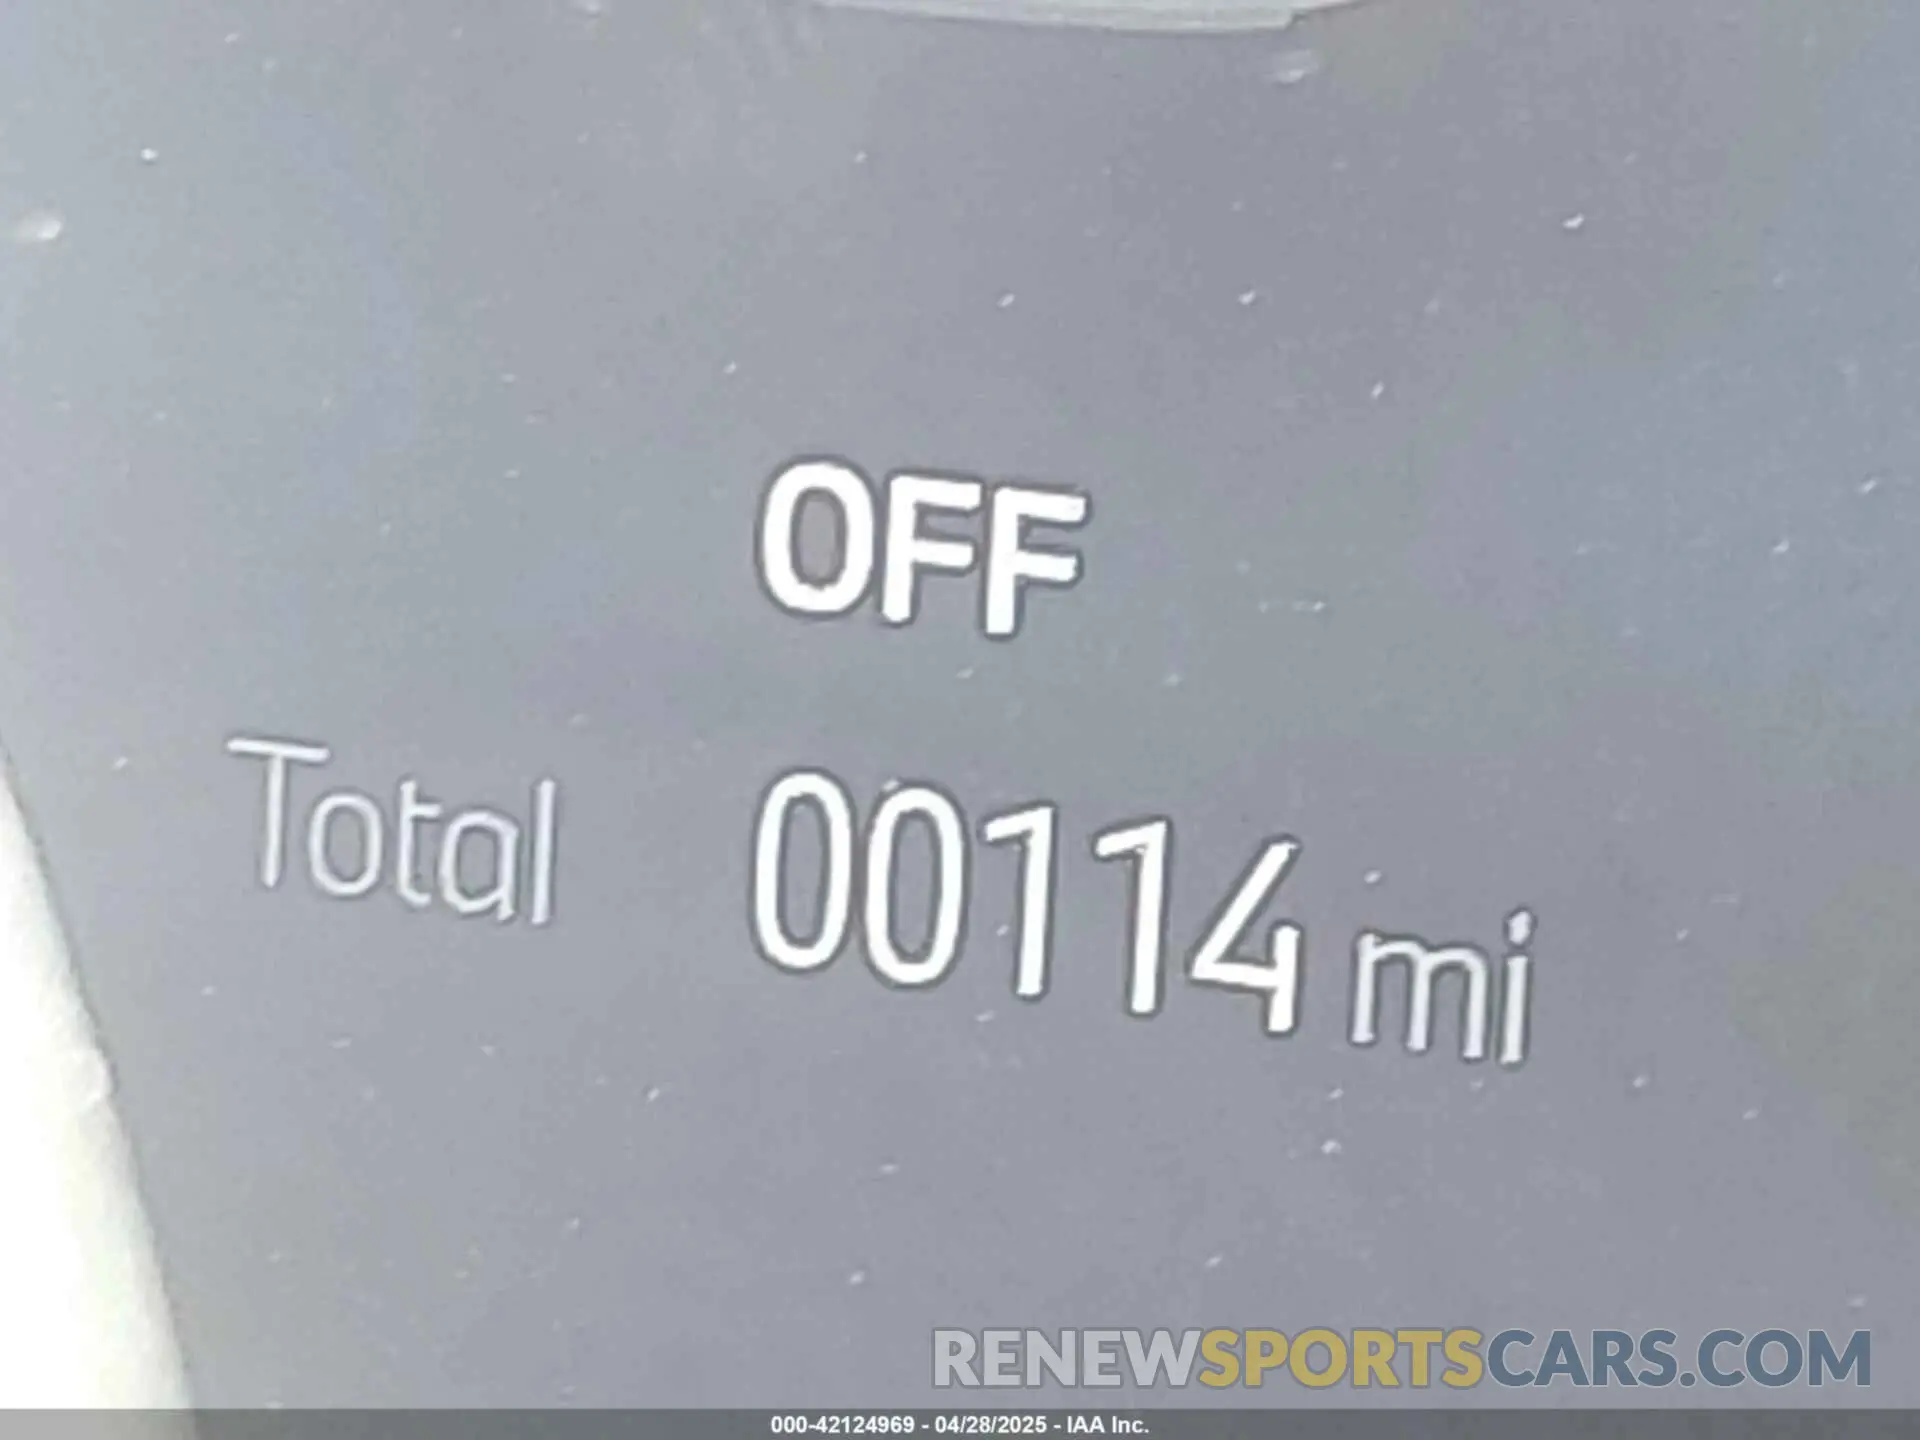 OFF
Total 00114 mi
RENEWSPORTSCARS.COM
000-42124969 - 04/28/2025 - IAA Inc.